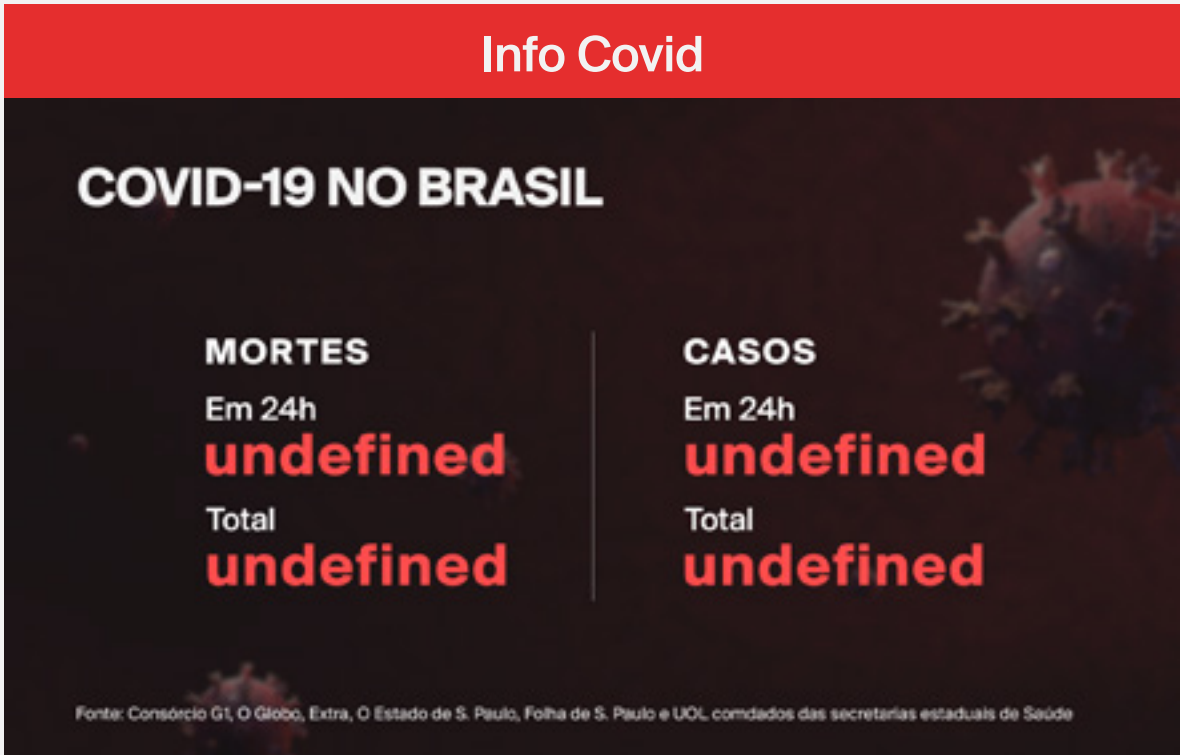 Info Covid
COVID-19 NO BRASIL
MORTES
Em 24h
undefined
Total
undefined
CASOS
Em 24h
undefined
Total
undefined
Fonte: Consórcio G1, O Globo, Extra, O Estado de S. Paulo, Folha de S. Paulo e UOL comdados das secretarias estaduais de Saúde